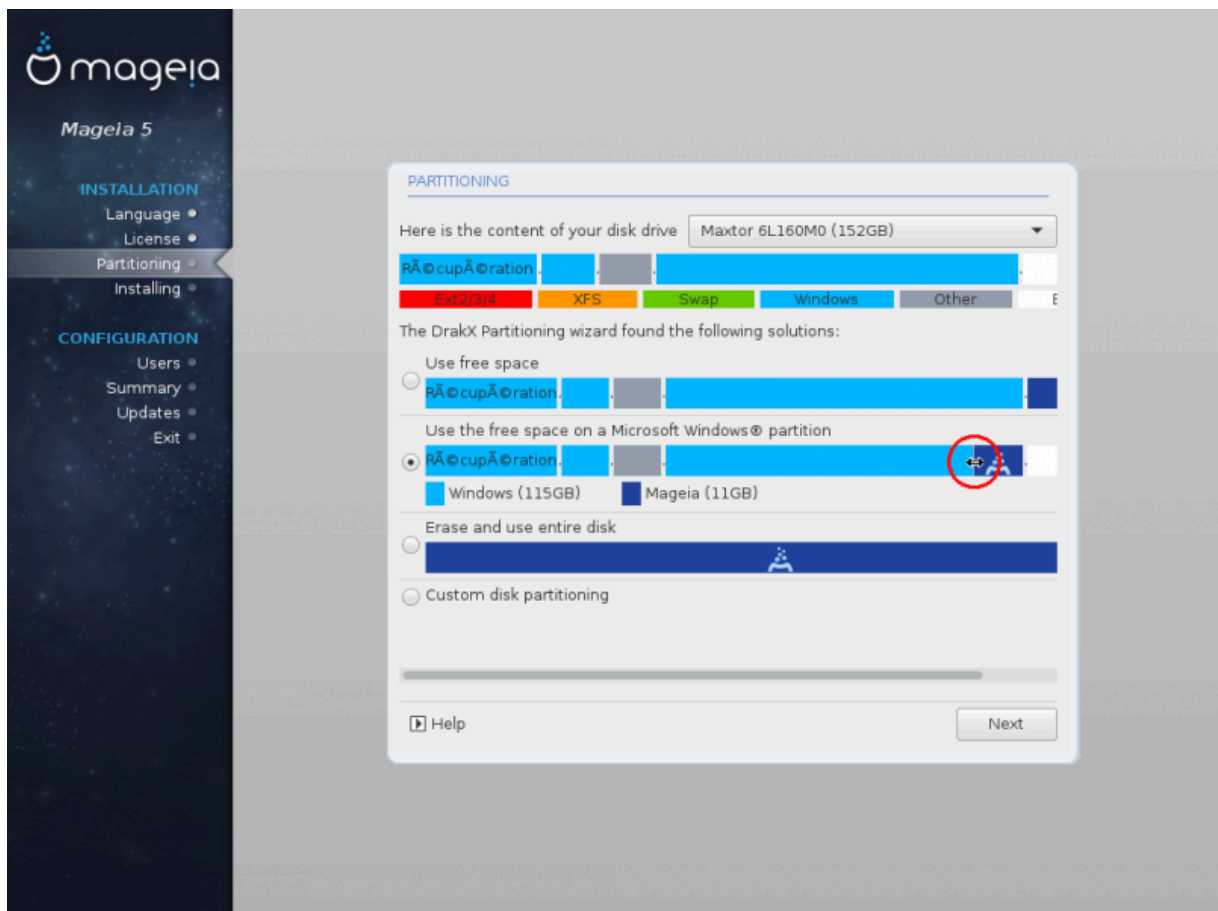 mageia
Mageia 5
INSTALLATION
Language
License
Partitioning
Installing
CONFIGURATION
Users
Summary
Updates
Exit
PARTITIONING
Here is the content of your disk drive Maxtor 6L160M0 (152GB)
RÃ©cupÃ©ration
Ext2/3/4 XFS Swap Windows Other
The DrakX Partitioning wizard found the following solutions:
Use free space
RÃ©cupÃ©ration
Use the free space on a Microsoft Windows® partition
RÃ©cupÃ©ration
Windows (115GB) Mageia (11GB)
Erase and use entire disk
Custom disk partitioning
Help Next